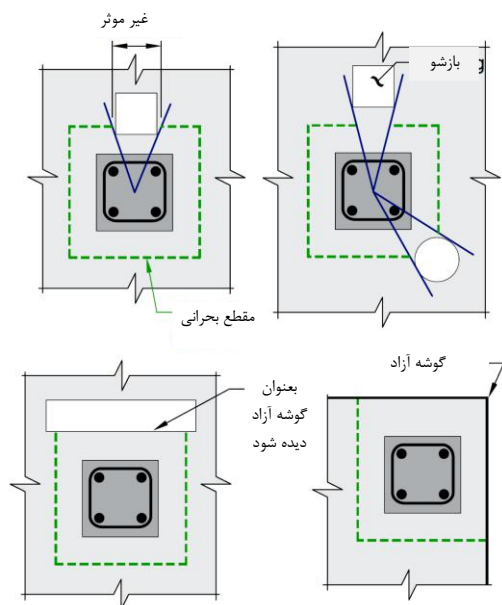 غیر موثر
بازشو
g
مقطع بحرانی
بعنوان
گوشه آزاد
دیده شود
گوشه آزاد